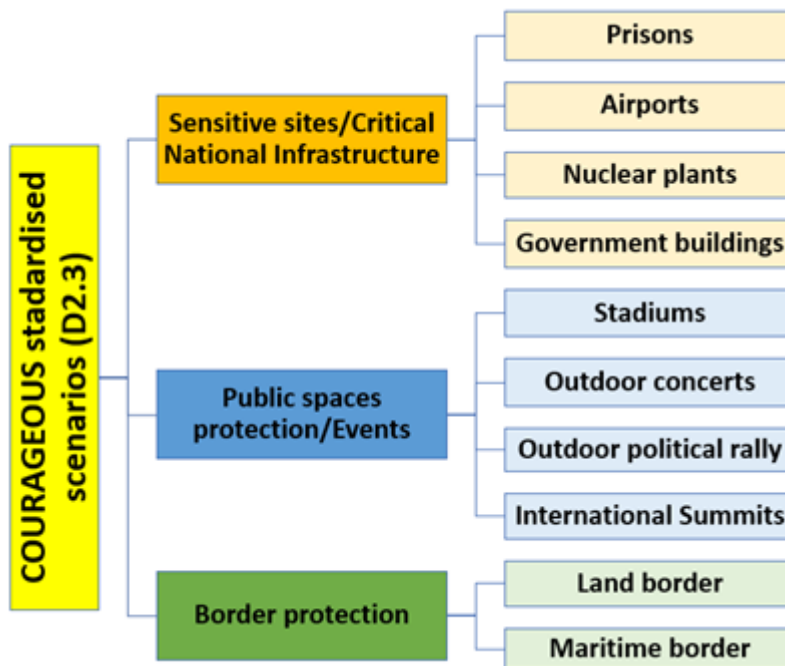 COURAGEOUS stadardised
scenarios (D2.3)
Sensitive sites/Critical
National Infrastructure
Prisons
Airports
Nuclear plants
Government buildings
Public spaces
protection/Events
Stadiums
Outdoor concerts
Outdoor political rally
International Summits
Border protection
Land border
Maritime border